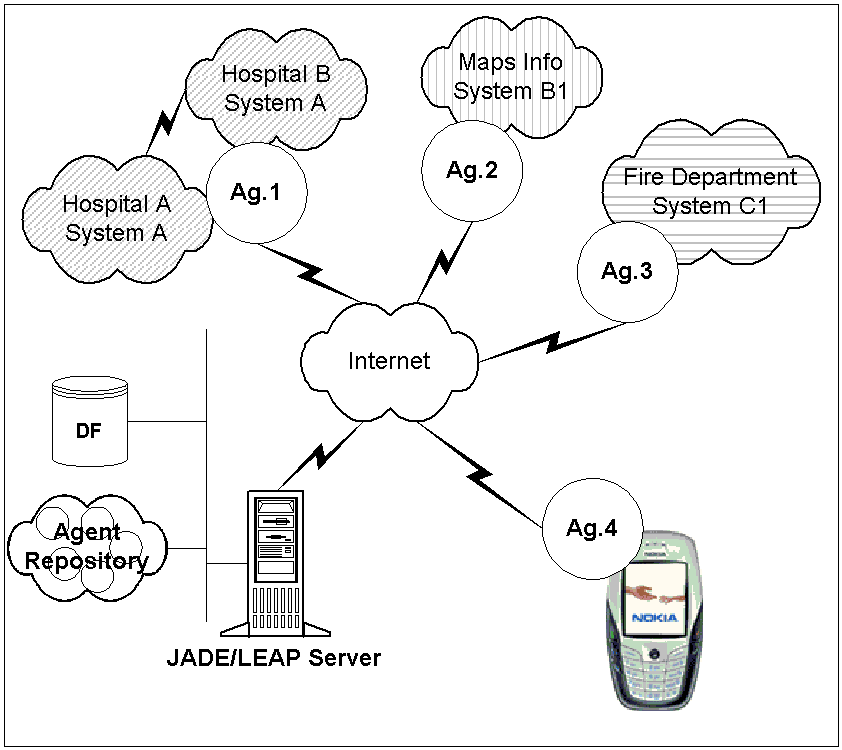 Hospital B
System A
Maps Info
System B1
Hospital A
System A
Ag.1
Ag.2
Fire Department
System C1
Ag.3
Internet
DF
Agent
Repository
JADE/LEAP Server
Ag.4
NOKIA
NOKIA